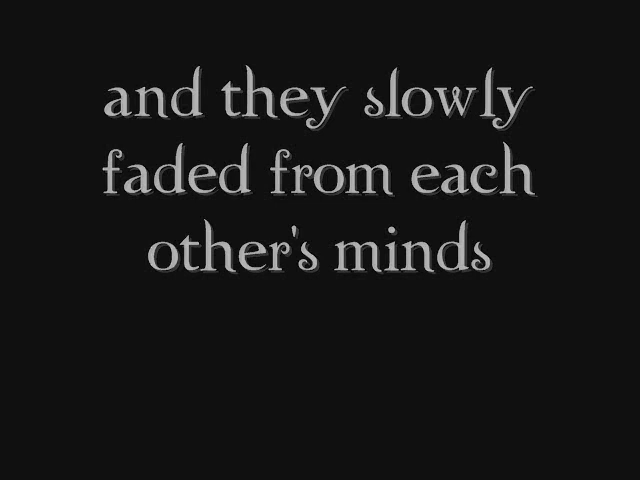 and they slowly
faded from each
other's minds